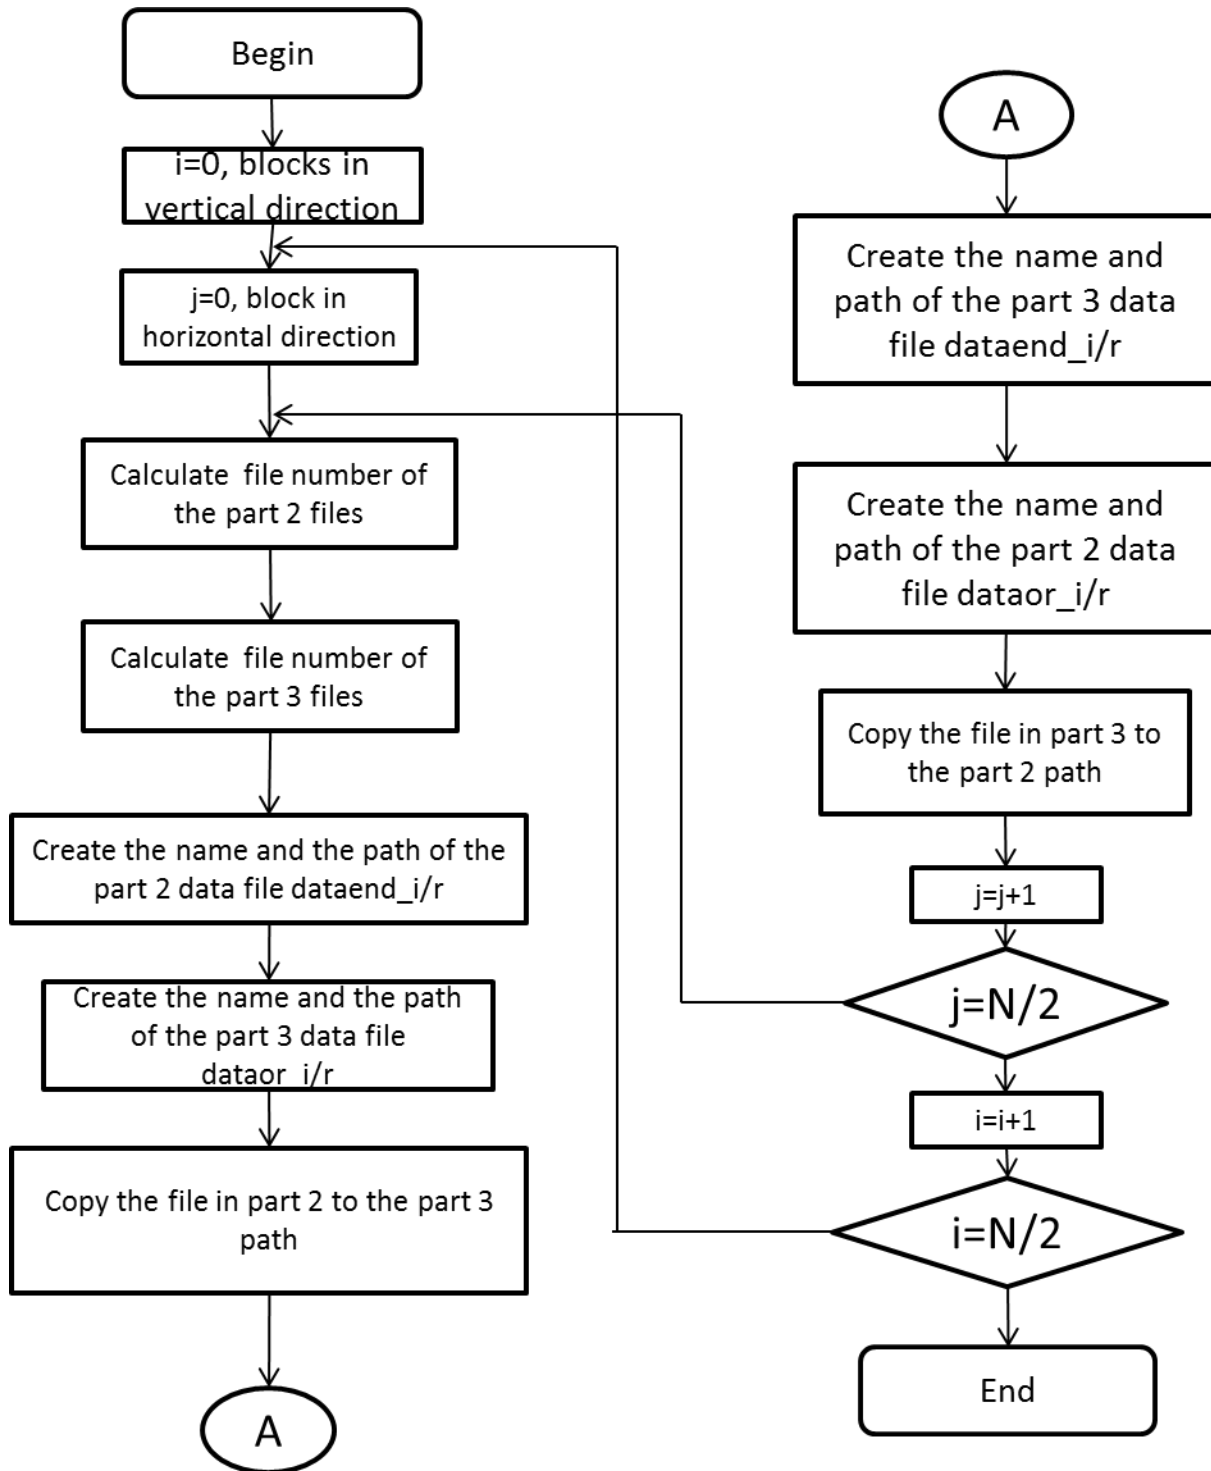 Begin
i=0, blocks in
vertical direction
j=0, block in
horizontal direction
Calculate file number of
the part 2 files
Calculate file number of
the part 3 files
Create the name and the path of the
part 2 data file dataend_i/r
Create the name and the path
of the part 3 data file
dataor_i/r
Copy the file in part 2 to the part 3
path
A
A
Create the name and
path of the part 3 data
file dataend_i/r
Create the name and
path of the part 2 data
file dataor_i/r
Copy the file in part 3 to
the part 2 path
j=j+1
j=N/2
i=i+1
i=N/2
End